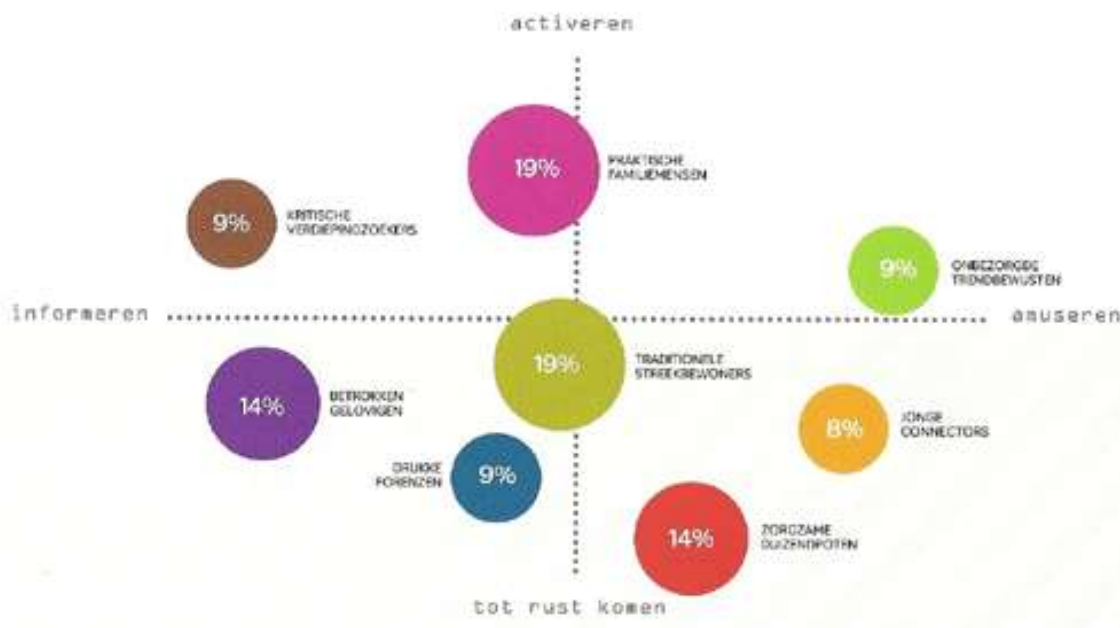 activeren
19%
PRAKTISCHE
FAMILIEMENSEN
9%
KRITISCHE
VERDIEPINGZOEKERS
9%
ONBEZORGDE
TRENDBEWUSTEN
informeren
amuseren
19%
TRADITIONELE
STREEKBEWONERS
14%
BETROKKEN
GELOVIGEN
8%
JONGE
CONNECTORS
DRUKKE
FORENZEN
9%
14%
ZORGZAME
DUIZENDPOTEN
tot rust komen